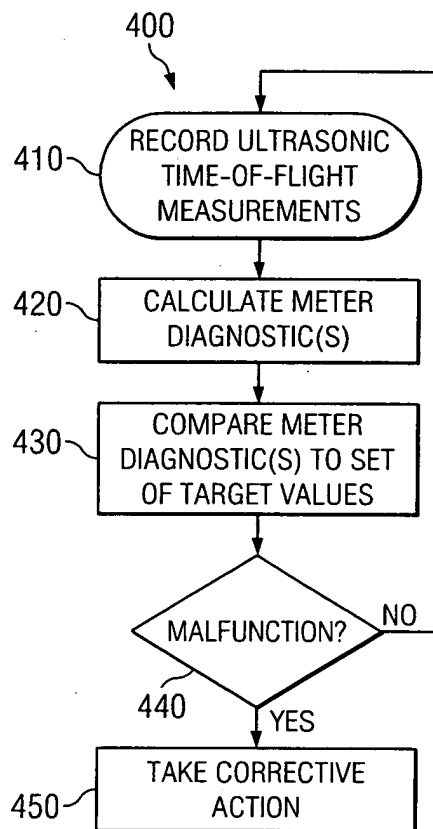 400
410
RECORD ULTRASONIC
TIME-OF-FLIGHT
MEASUREMENTS
420
CALCULATE METER
DIAGNOSTIC(S)
430
COMPARE METER
DIAGNOSTIC(S) TO SET
OF TARGET VALUES
MALFUNCTION?
NO
440
YES
450
TAKE CORRECTIVE
ACTION